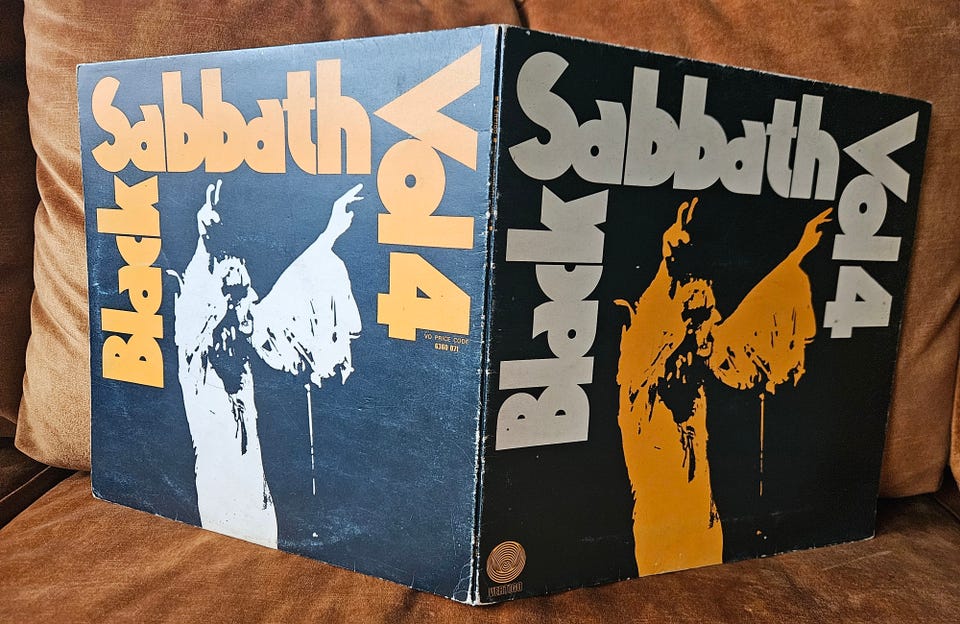 Black
Sabbath
Vol 4
VO PRICE CODE
6360 071
Black
Sabbath
Vol 4
VERTIGO